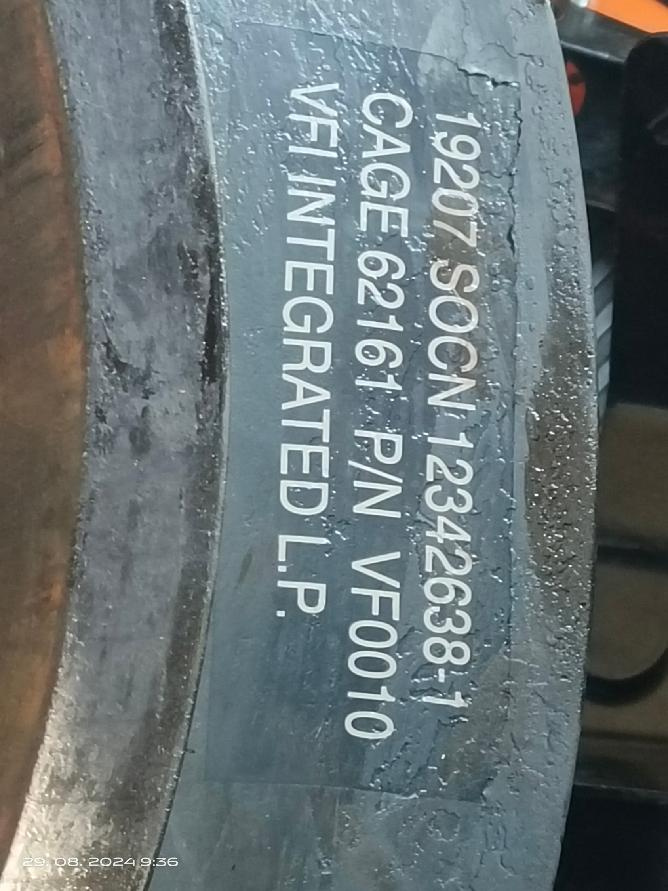 19207 SOCN 12342638-1
CAGE 62161 P/N VF0010
VFI INTEGRATED L.P.
29. 08. 2024 9:36